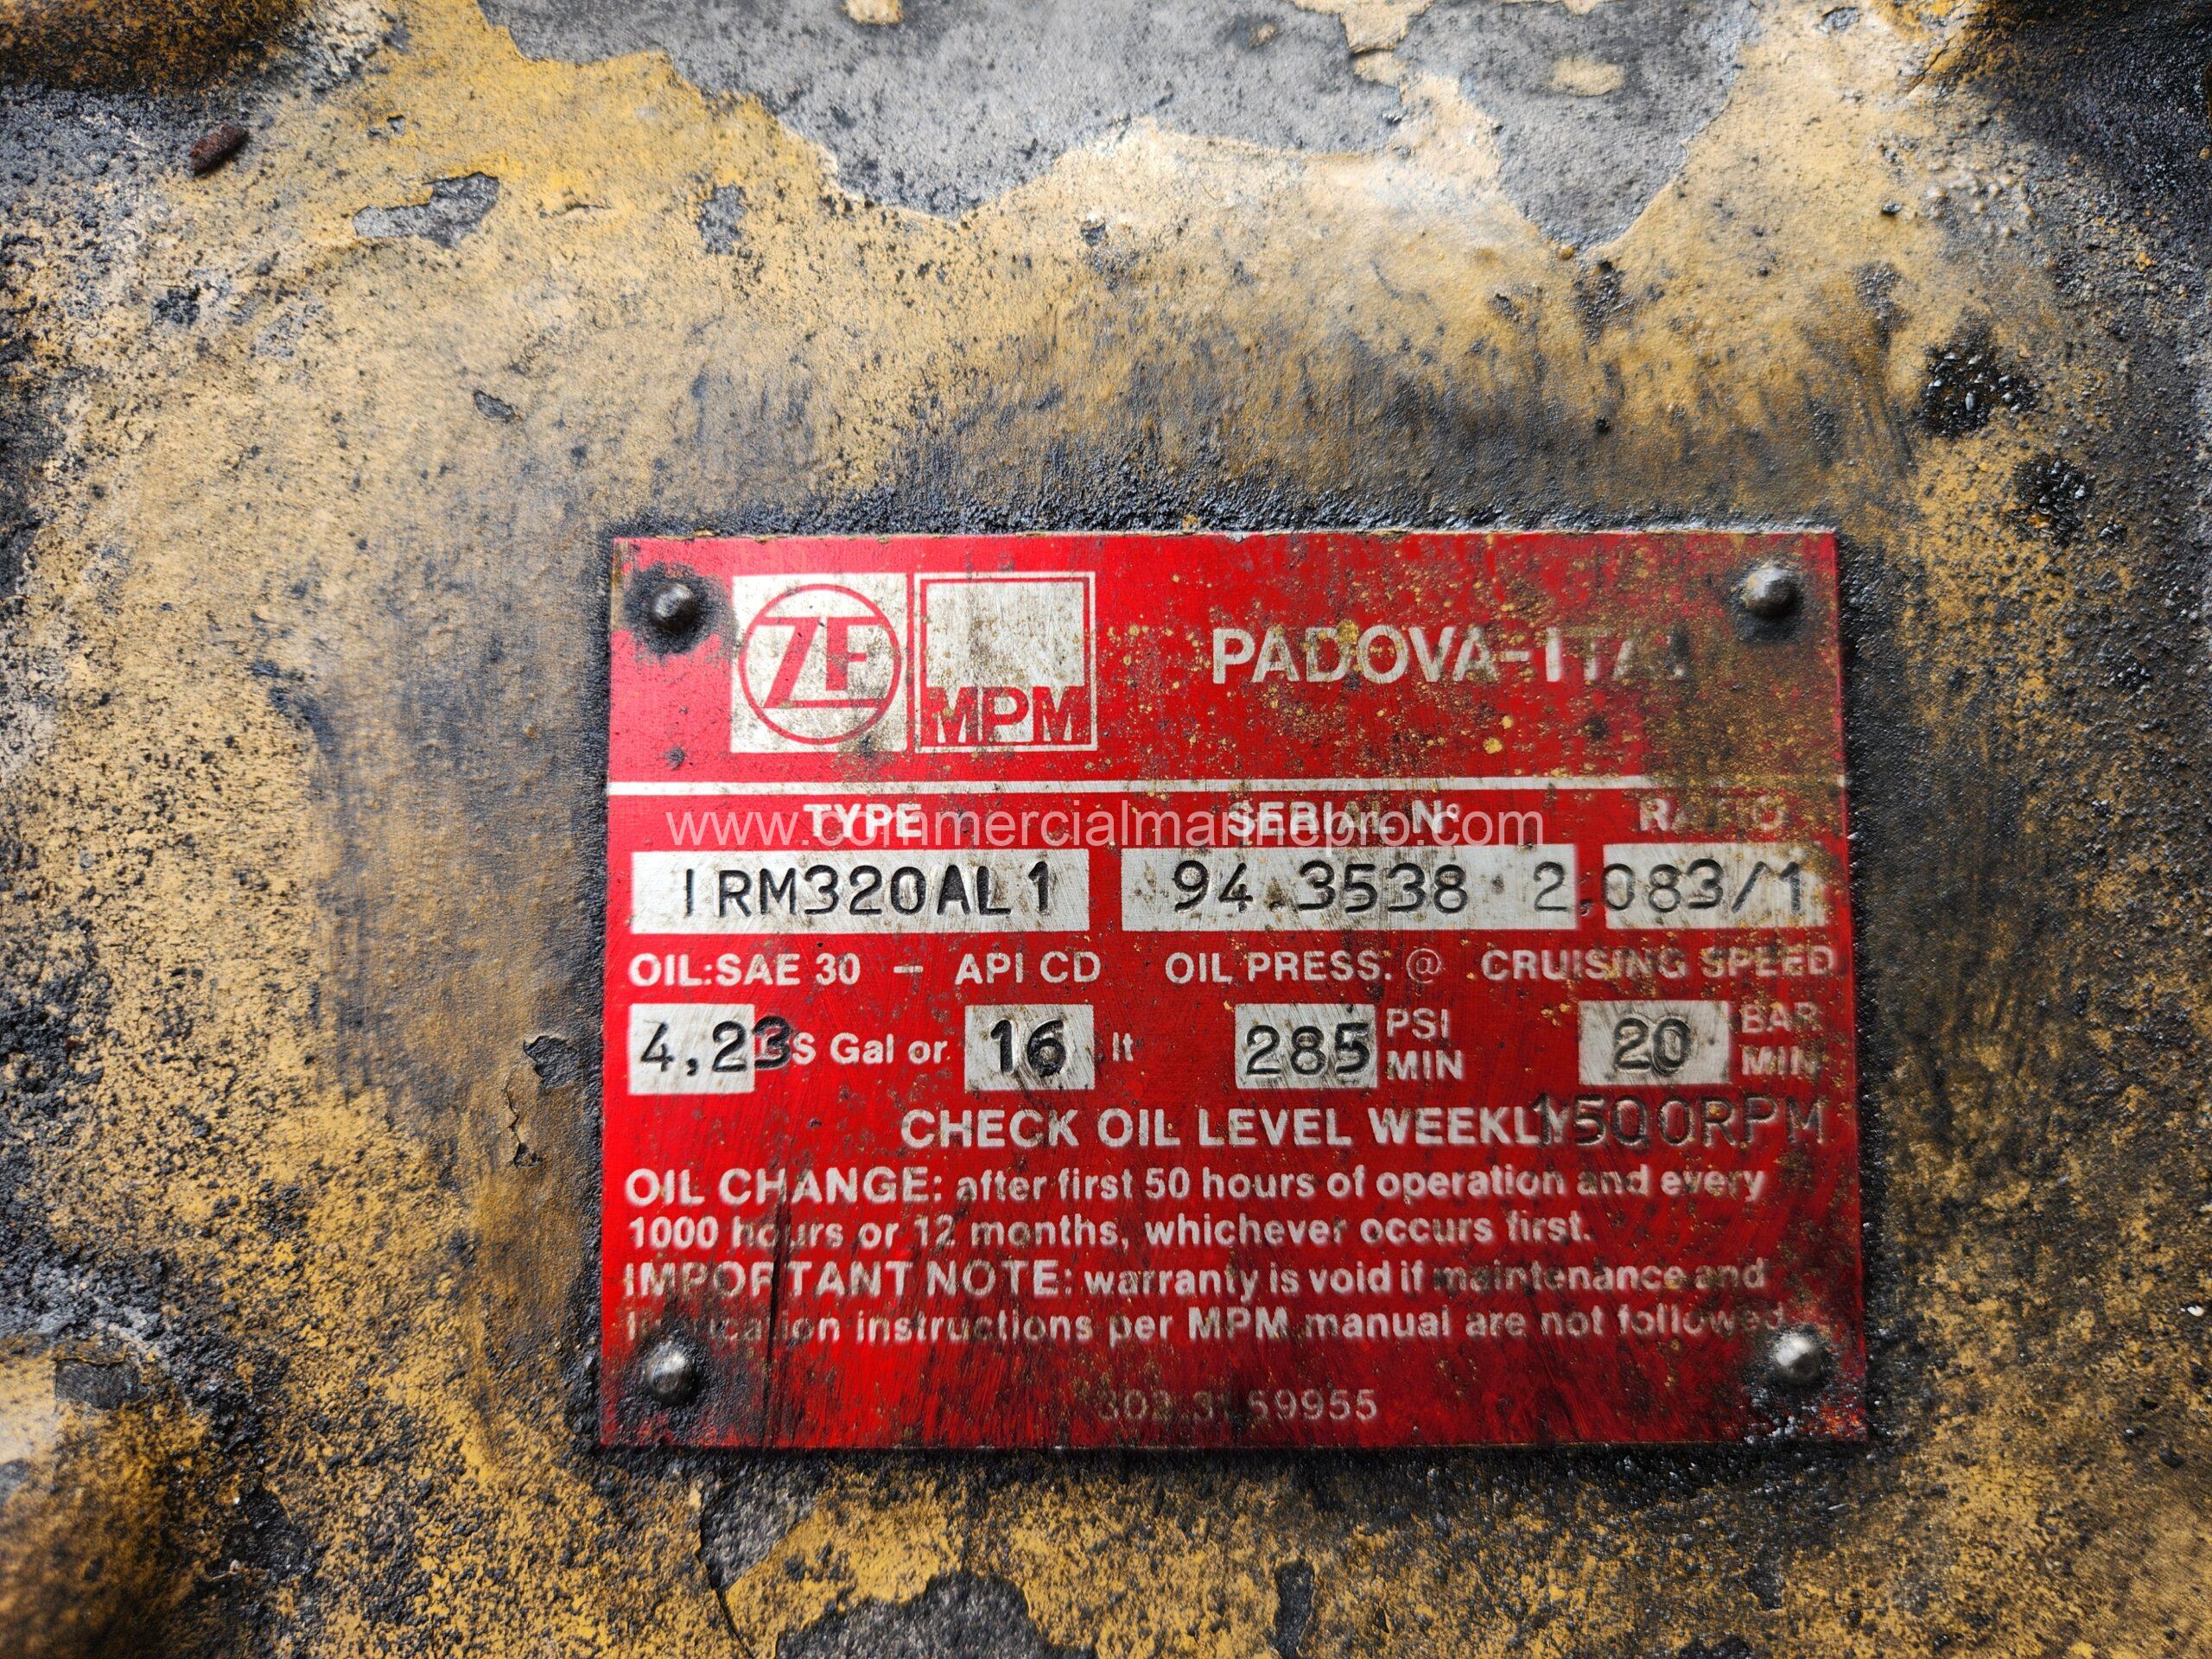 ZF MPM PADOVA-ITA
www.commercialmarinepro.com
TYPE SERIAL Nº RATIO
IRM320AL1 94.3538 2,083/1
OIL:SAE 30 - API CD OIL PRESS. @ CRUISING SPEED
4,23 S Gal or 16 lt 285 PSI MIN 20 BAR MIN
CHECK OIL LEVEL WEEKLY 1500RPM
OIL CHANGE: after first 50 hours of operation and every
1000 hours or 12 months, whichever occurs first.
IMPORTANT NOTE: warranty is void if maintenance and
lubrication instructions per MPM manual are not followed
59955